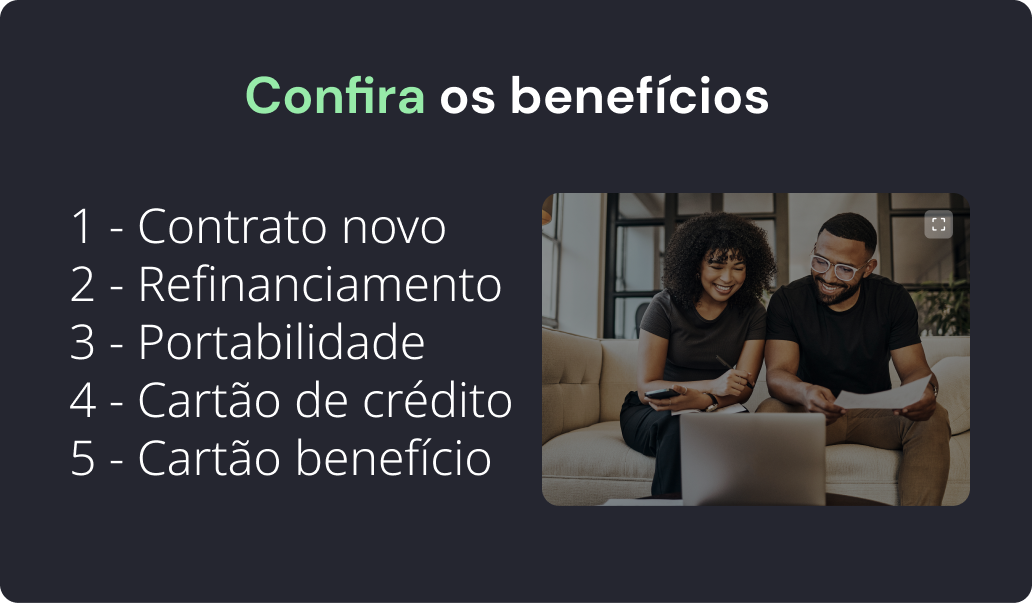 Confira os benefícios
1 - Contrato novo
2 - Refinanciamento
3 - Portabilidade
4 - Cartão de crédito
5 - Cartão benefício